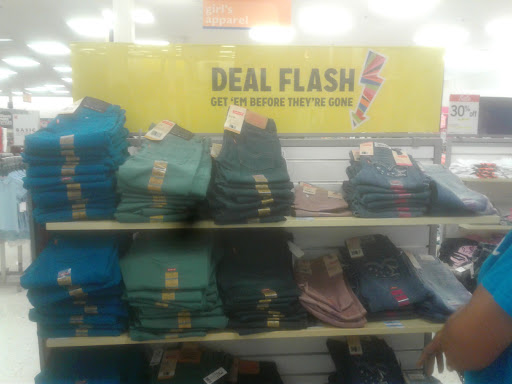 girl's
apparel
DEAL FLASH
GET 'EM BEFORE THEY'RE GONE
30%
off